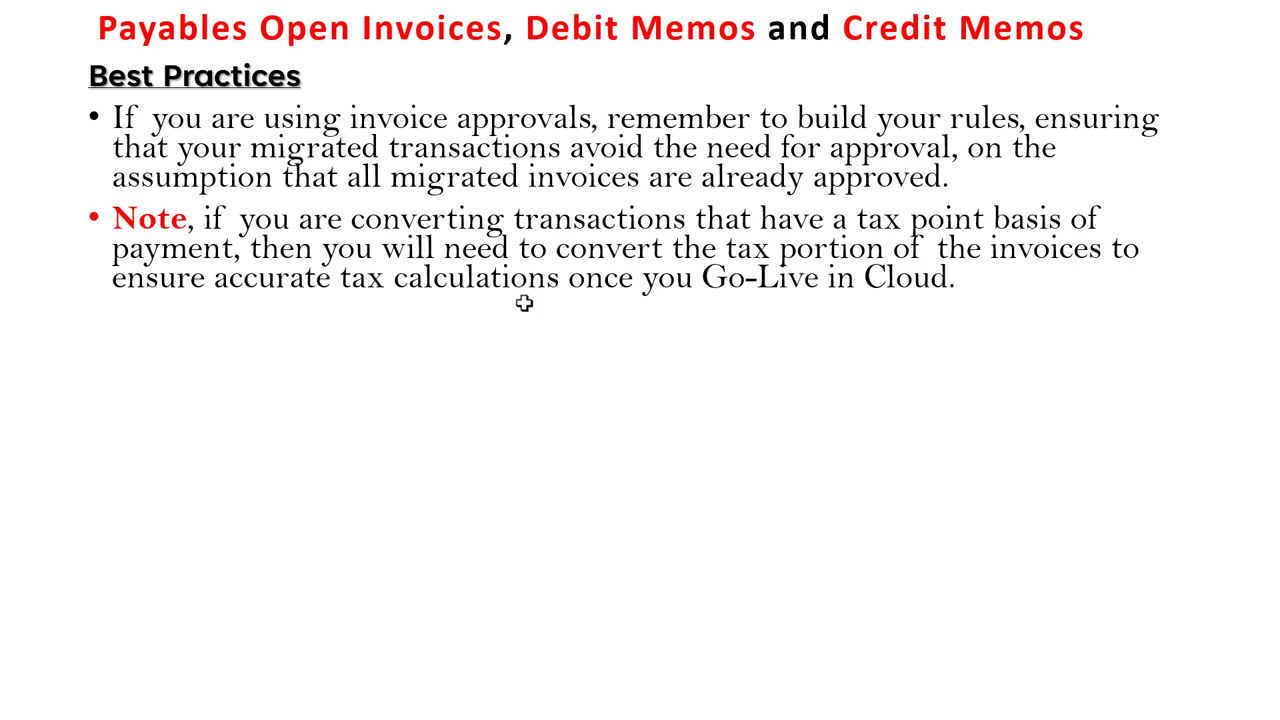 Payables Open Invoices, Debit Memos and Credit Memos
Best Practices
• If you are using invoice approvals, remember to build your rules, ensuring
that your migrated transactions avoid the need for approval, on the
assumption that all migrated invoices are already approved.
• Note, if you are converting transactions that have a tax point basis of
payment, then you will need to convert the tax portion of the invoices to
ensure accurate tax calculations once you Go-Live in Cloud.